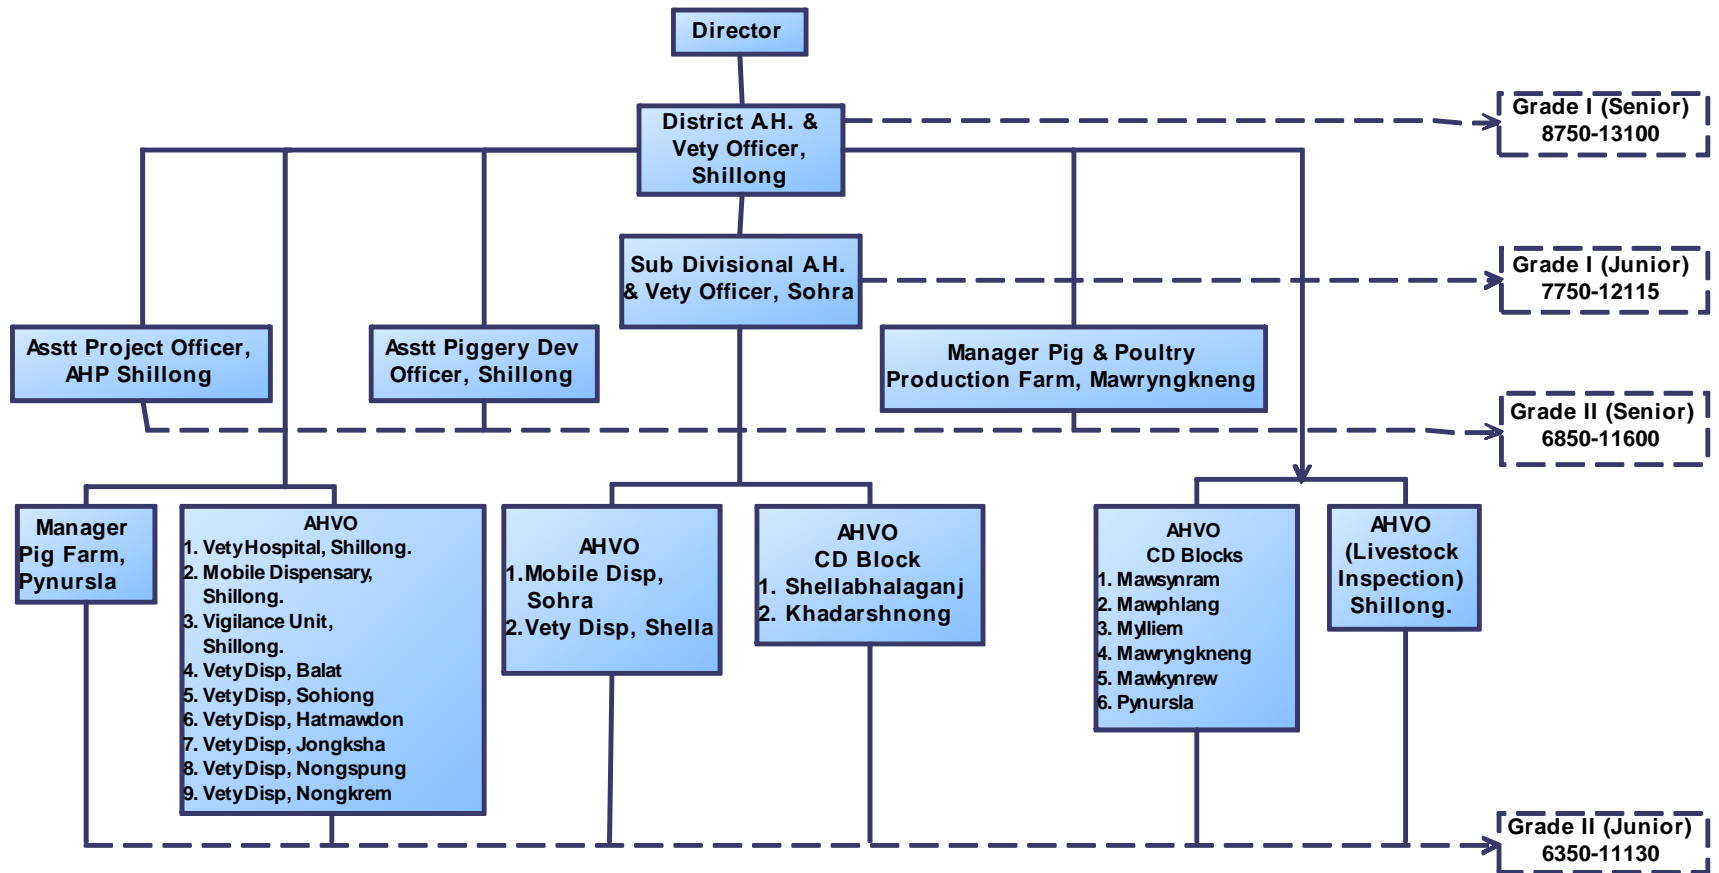 Director
District A.H. &
Vety Officer,
Shillong
Grade I (Senior)
8750-13100
Sub Divisional A.H.
& Vety Officer, Sohra
Grade I (Junior)
7750-12115
Asstt Project Officer,
AHP Shillong
Asstt Piggery Dev
Officer, Shillong
Manager Pig & Poultry
Production Farm, Mawryngkneng
Grade II (Senior)
6850-11600
Manager
Pig Farm,
Pynursla
AHVO
1. Vety Hospital, Shillong.
2. Mobile Dispensary,
Shillong.
3. Vigilance Unit,
Shillong.
4. Vety Disp, Balat
5. Vety Disp, Sohiong
6. Vety Disp, Hatmawdon
7. Vety Disp, Jongksha
8. Vety Disp, Nongspung
9. Vety Disp, Nongkrem
AHVO
1.Mobile Disp,
Sohra
2.Vety Disp, Shella
AHVO
CD Block
1. Shellabhalaganj
2. Khadarshnong
AHVO
CD Blocks
1. Mawsynram
2. Mawphlang
3. Mylliem
4. Mawryngkneng
5. Mawkynrew
6. Pynursla
AHVO
(Livestock
Inspection)
Shillong.
Grade II (Junior)
6350-11130